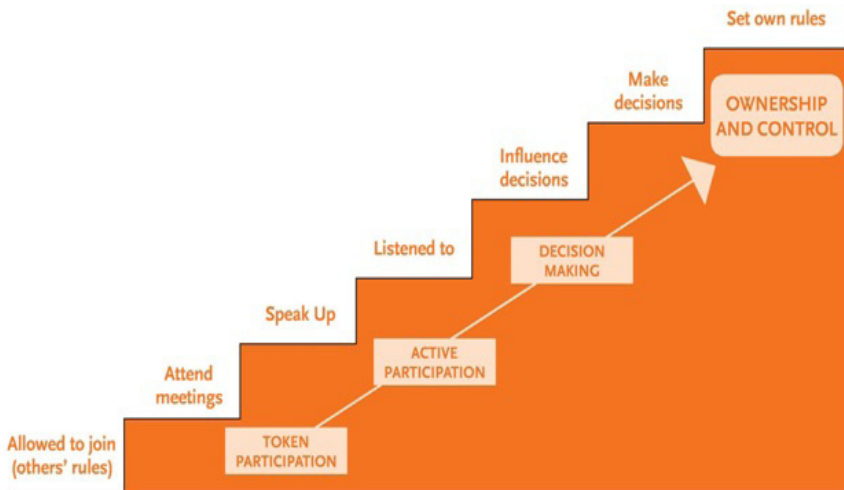 Set own rules
Make
decisions
OWNERSHIP
AND CONTROL
Influence
decisions
Listened to
DECISION
MAKING
Speak Up
ACTIVE
PARTICIPATION
Attend
meetings
Allowed to join
(others' rules)
TOKEN
PARTICIPATION